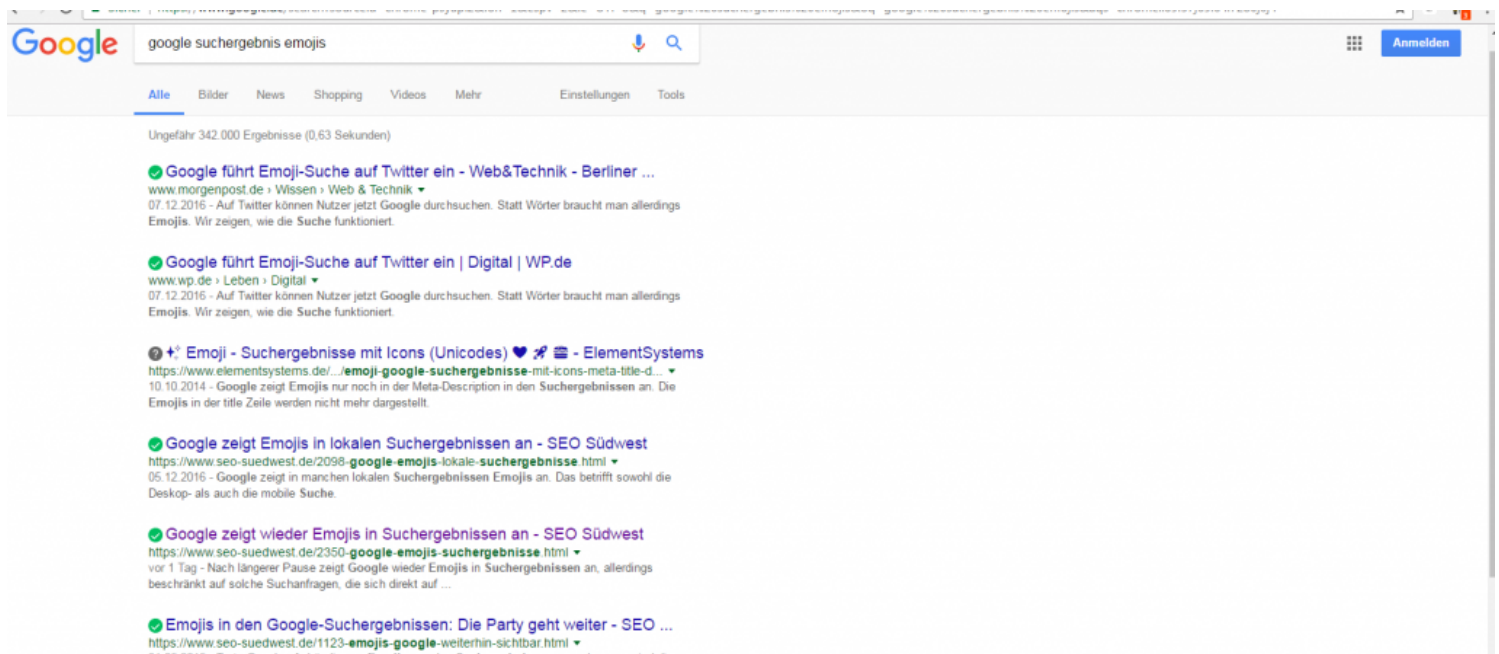 Google google suchergebnis emojis Anmelden
Alle Bilder News Shopping Videos Mehr Einstellungen Tools
Ungefähr 342.000 Ergebnisse (0,63 Sekunden)
Google führt Emoji-Suche auf Twitter ein - Web&Technik - Berliner ...
www.morgenpost.de › Wissen › Web & Technik ▼
07.12.2016 - Auf Twitter können Nutzer jetzt Google durchsuchen. Statt Wörter braucht man allerdings
Emojis. Wir zeigen, wie die Suche funktioniert.
Google führt Emoji-Suche auf Twitter ein | Digital | WP.de
www.wp.de › Leben › Digital ▼
07.12.2016 - Auf Twitter können Nutzer jetzt Google durchsuchen. Statt Wörter braucht man allerdings
Emojis. Wir zeigen, wie die Suche funktioniert.
Emoji - Suchergebnisse mit Icons (Unicodes) ♥ 🚀 🍔 - ElementSystems
https://www.elementsystems.de/.../emoji-google-suchergebnisse-mit-icons-meta-title-d... ▼
10.10.2014 - Google zeigt Emojis nur noch in der Meta-Description in den Suchergebnissen an. Die
Emojis in der title Zeile werden nicht mehr dargestellt.
Google zeigt Emojis in lokalen Suchergebnissen an - SEO Südwest
https://www.seo-suedwest.de/2098-google-emojis-lokale-suchergebnisse.html ▼
05.12.2016 - Google zeigt in manchen lokalen Suchergebnissen Emojis an. Das betrifft sowohl die
Deskop- als auch die mobile Suche.
Google zeigt wieder Emojis in Suchergebnissen an - SEO Südwest
https://www.seo-suedwest.de/2350-google-emojis-suchergebnisse.html ▼
vor 1 Tag - Nach längerer Pause zeigt Google wieder Emojis in Suchergebnissen an, allerdings
beschränkt auf solche Suchanfragen, die sich direkt auf ...
Emojis in den Google-Suchergebnissen: Die Party geht weiter - SEO ...
https://www.seo-suedwest.de/1123-emojis-google-weiterhin-sichtbar.html ▼